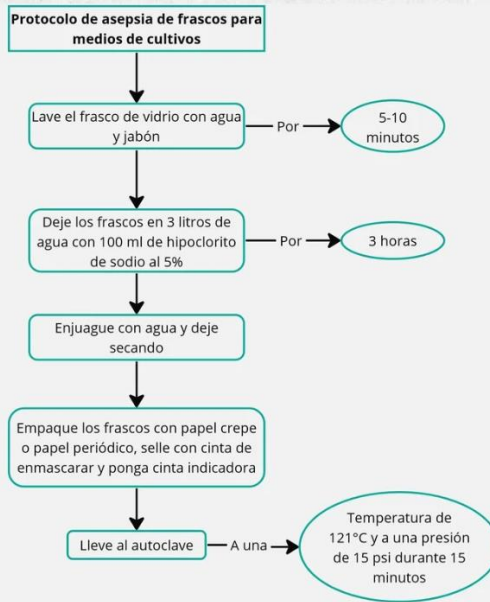 Protocolo de asepsia de frascos para
medios de cultivos
Lave el frasco de vidrio con agua
y jabón
Por
5-10
minutos
Deje los frascos en 3 litros de
agua con 100 ml de hipoclorito
de sodio al 5%
Por
3 horas
Enjuague con agua y deje
secando
Empaque los frascos con papel crepe
o papel periódico, selle con cinta de
enmascarar y ponga cinta indicadora
Lleve al autoclave
A una
Temperatura de
121°C y a una presión
de 15 psi durante 15
minutos